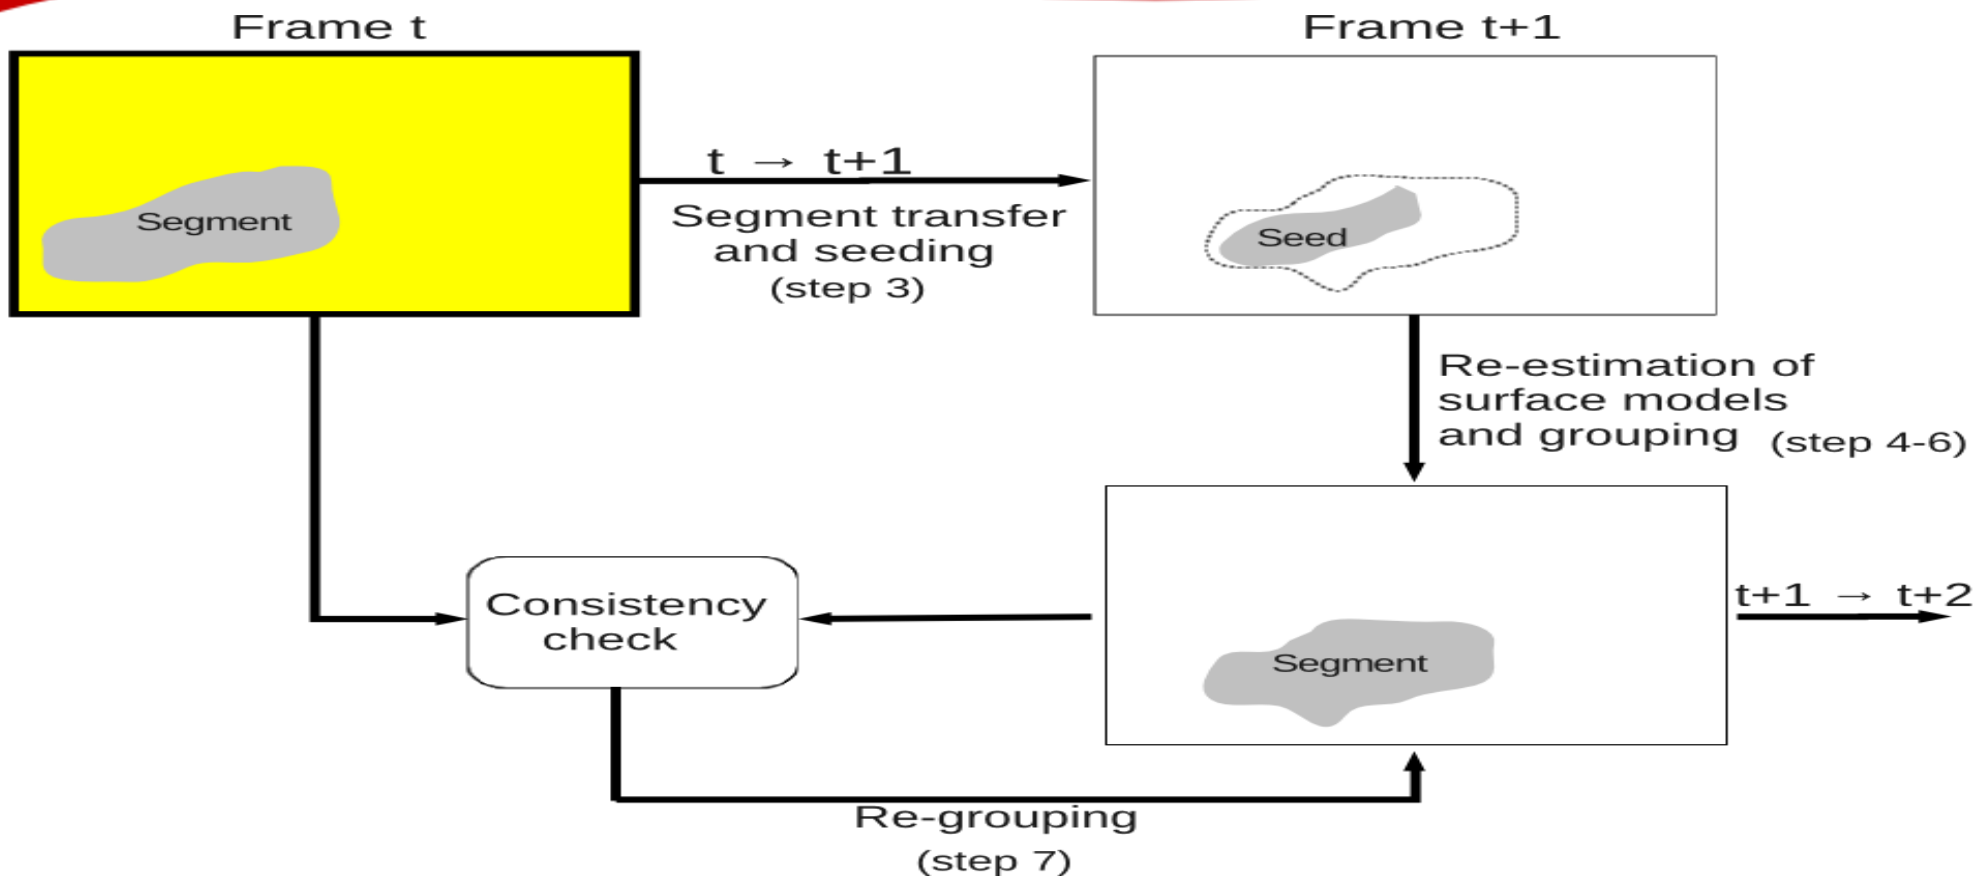 Frame t
Frame t+1
Segment
t → t+1
Segment transfer
and seeding
(step 3)
Seed
Re-estimation of
surface models
and grouping (step 4-6)
Consistency
check
Segment
t+1 → t+2
Re-grouping
(step 7)